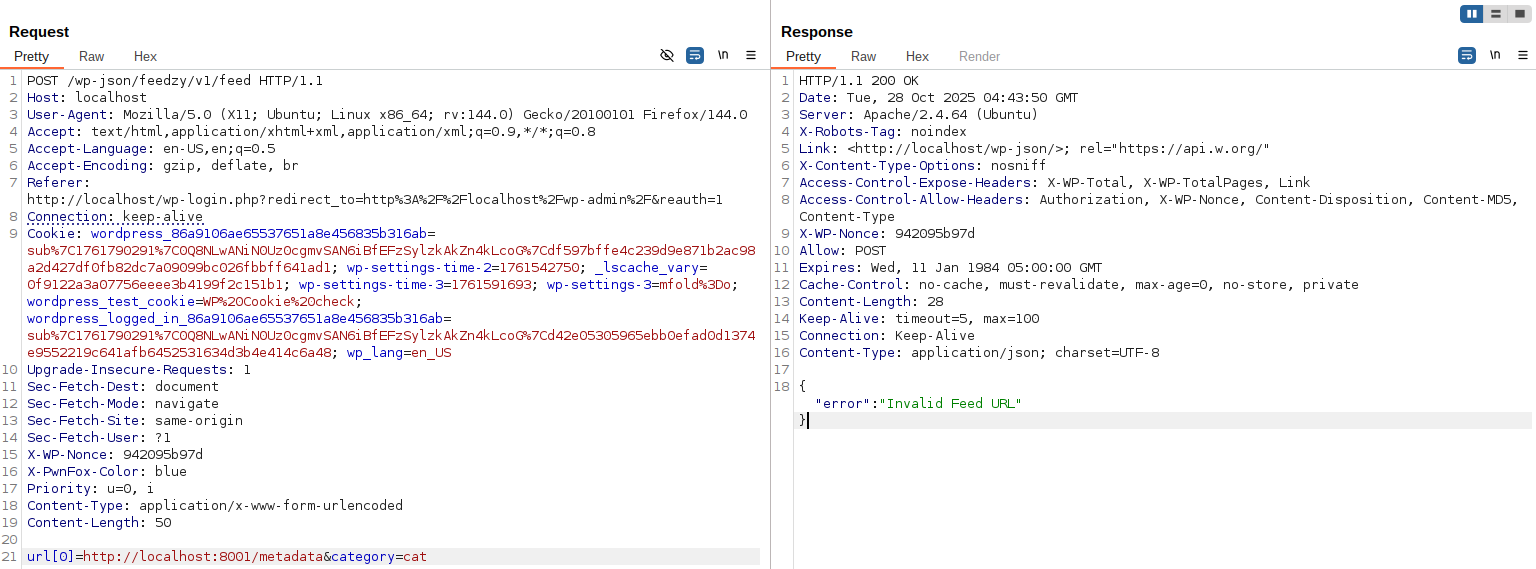 Request
Pretty Raw Hex
\n
1 POST /wp-json/feedzy/v1/feed HTTP/1.1
2 Host: localhost
3 User-Agent: Mozilla/5.0 (X11; Ubuntu; Linux x86_64; rv:144.0) Gecko/20100101 Firefox/144.0
4 Accept: text/html,application/xhtml+xml,application/xml;q=0.9,*/*;q=0.8
5 Accept-Language: en-US,en;q=0.5
6 Accept-Encoding: gzip, deflate, br
7 Referer:
http://localhost/wp-login.php?redirect_to=http%3A%2F%2Flocalhost%2Fwp-admin%2F&reauth=1
8 Connection: keep-alive
9 Cookie: wordpress_86a9106ae65537651a8e456835b316ab=
sub%7C1761790291%7C0Q8NLwANiN0Uz0cgmvSAN6iBfEFzSylzkAkZn4kLcoG%7Cdf597bffe4c239d9e871b2ac98
a2d427df0fb82dc7a09099bc026fbbff641ad1; wp-settings-time-2=1761542750; _lscache_vary=
0f9122a3a07756eeee3b4199f2c151b1; wp-settings-time-3=1761591693; wp-settings-3=mfold%3Do;
wordpress_test_cookie=WP%20Cookie%20check;
wordpress_logged_in_86a9106ae65537651a8e456835b316ab=
sub%7C1761790291%7C0Q8NLwANiN0Uz0cgmvSAN6iBfEFzSylzkAkZn4kLcoG%7Cd42e05305965ebb0efad0d1374
e9552219c641afb6452531634d3b4e414c6a48; wp_lang=en_US
10 Upgrade-Insecure-Requests: 1
11 Sec-Fetch-Dest: document
12 Sec-Fetch-Mode: navigate
13 Sec-Fetch-Site: same-origin
14 Sec-Fetch-User: ?1
15 X-WP-Nonce: 942095b97d
16 X-PwnFox-Color: blue
17 Priority: u=0, i
18 Content-Type: application/x-www-form-urlencoded
19 Content-Length: 50
20
21 url[0]=http://localhost:8001/metadata&category=cat
Response
Pretty Raw Hex Render
\n
1 HTTP/1.1 200 OK
2 Date: Tue, 28 Oct 2025 04:43:50 GMT
3 Server: Apache/2.4.64 (Ubuntu)
4 X-Robots-Tag: noindex
5 Link: <http://localhost/wp-json/>; rel="https://api.w.org/"
6 X-Content-Type-Options: nosniff
7 Access-Control-Expose-Headers: X-WP-Total, X-WP-TotalPages, Link
8 Access-Control-Allow-Headers: Authorization, X-WP-Nonce, Content-Disposition, Content-MD5,
Content-Type
9 X-WP-Nonce: 942095b97d
10 Allow: POST
11 Expires: Wed, 11 Jan 1984 05:00:00 GMT
12 Cache-Control: no-cache, must-revalidate, max-age=0, no-store, private
13 Content-Length: 28
14 Keep-Alive: timeout=5, max=100
15 Connection: Keep-Alive
16 Content-Type: application/json; charset=UTF-8
17
18 {
"error":"Invalid Feed URL"
}